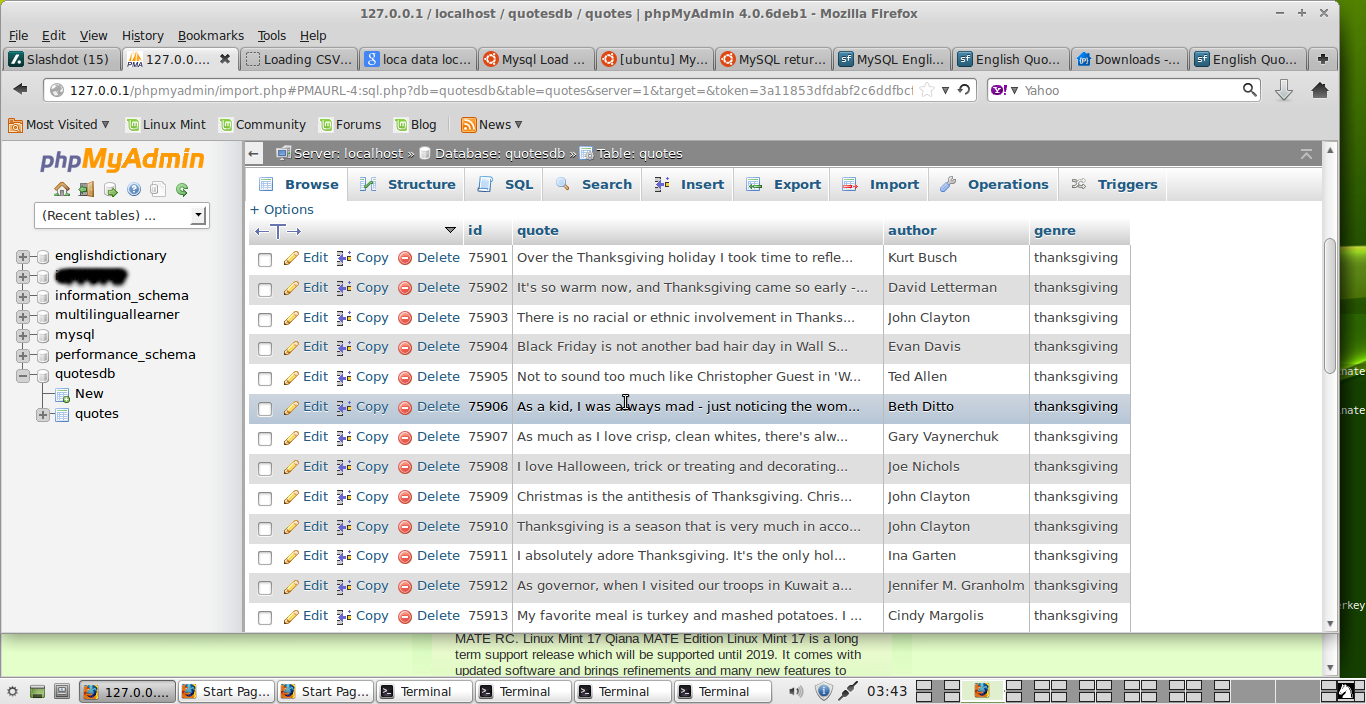 127.0.0.1 / localhost / quotesdb / quotes | phpMyAdmin 4.0.6deb1 - Mozilla Firefox
File Edit View History Bookmarks Tools Help
Slashdot (15) 127.0.0.... Loading CSV... loca data loc... Mysql Load ... [ubuntu] My... MySQL retur... MySQL Engli... English Quo... Downloads -... English Quo...
127.0.0.1/phpmyadmin/import.php#PMAURL-4:sql.php?db=quotesdb&table=quotes&server=1&target=&token=3a11853dfdabf2c6ddfbcf Yahoo
Most Visited Linux Mint Community Forums Blog News
phpMyAdmin
(Recent tables) ...
englishdictionary
information_schema
multilinguallearner
mysql
performance_schema
quotesdb
New
quotes
Server: localhost » Database: quotesdb » Table: quotes
Browse Structure SQL Search Insert Export Import Operations Triggers
+ Options
id quote author genre
Edit Copy Delete 75901 Over the Thanksgiving holiday I took time to refle... Kurt Busch thanksgiving
Edit Copy Delete 75902 It's so warm now, and Thanksgiving came so early -... David Letterman thanksgiving
Edit Copy Delete 75903 There is no racial or ethnic involvement in Thanks... John Clayton thanksgiving
Edit Copy Delete 75904 Black Friday is not another bad hair day in Wall S... Evan Davis thanksgiving
Edit Copy Delete 75905 Not to sound too much like Christopher Guest in 'W... Ted Allen thanksgiving
Edit Copy Delete 75906 As a kid, I was always mad - just noticing the wom... Beth Ditto thanksgiving
Edit Copy Delete 75907 As much as I love crisp, clean whites, there's alw... Gary Vaynerchuk thanksgiving
Edit Copy Delete 75908 I love Halloween, trick or treating and decorating... Joe Nichols thanksgiving
Edit Copy Delete 75909 Christmas is the antithesis of Thanksgiving. Chris... John Clayton thanksgiving
Edit Copy Delete 75910 Thanksgiving is a season that is very much in acco... John Clayton thanksgiving
Edit Copy Delete 75911 I absolutely adore Thanksgiving. It's the only hol... Ina Garten thanksgiving
Edit Copy Delete 75912 As governor, when I visited our troops in Kuwait a... Jennifer M. Granholm thanksgiving
Edit Copy Delete 75913 My favorite meal is turkey and mashed potatoes. I ... Cindy Margolis thanksgiving
nate
nate
rkey
MATE RC. Linux Mint 17 Qiana MATE Edition Linux Mint 17 is a long
term support release which will be supported until 2019. It comes with
updated software and brings refinements and many new features to
127.0.0.... Start Pag... Start Pag... Terminal Terminal Terminal Terminal 03:43